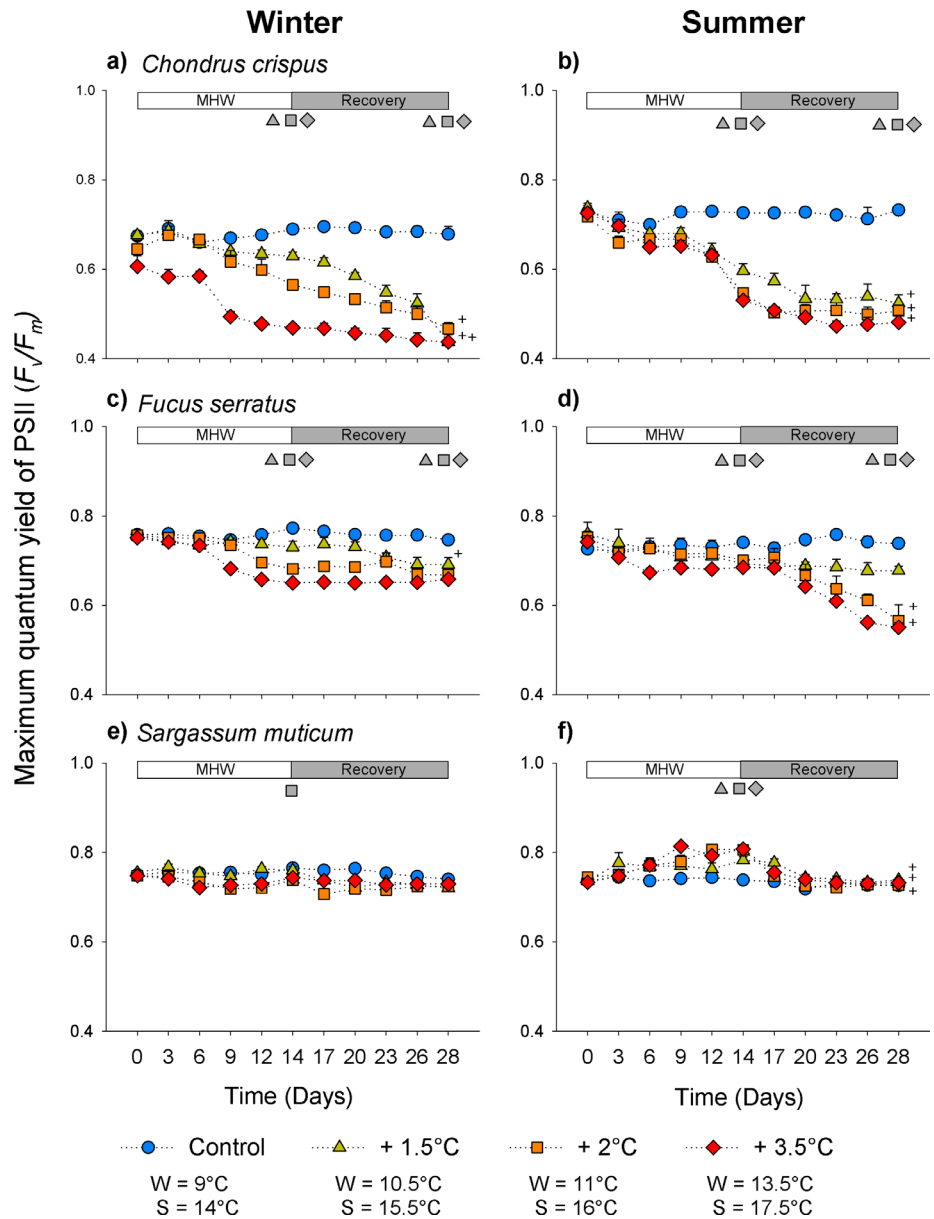 Winter
Summer
a) Chondrus crispus
b)
MHW Recovery
MHW Recovery
1.0
0.8
0.6
0.4
1.0
0.8
0.6
0.4
+
+ +
+
+
+
Maximum quantum yield of PSII (Fv/Fm)
c) Fucus serratus
d)
MHW Recovery
MHW Recovery
1.0
0.8
0.6
0.4
1.0
0.8
0.6
0.4
+
+
+
e) Sargassum muticum
f)
MHW Recovery
MHW Recovery
1.0
0.8
0.6
0.4
1.0
0.8
0.6
0.4
+
+
+
0 3 6 9 12 14 17 20 23 26 28
0 3 6 9 12 14 17 20 23 26 28
Time (Days)
Time (Days)
Control
+ 1.5°C
+ 2°C
+ 3.5°C
W = 9°C
S = 14°C
W = 10.5°C
S = 15.5°C
W = 11°C
S = 16°C
W = 13.5°C
S = 17.5°C